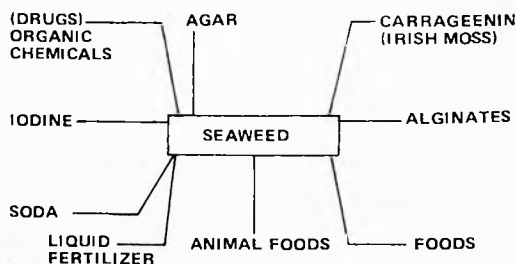 (DRUGS)
ORGANIC
CHEMICALS
AGAR
CARRAGEENIN
(IRISH MOSS)
IODINE
SEAWEED
ALGINATES
SODA
LIQUID
FERTILIZER
ANIMAL FOODS
FOODS